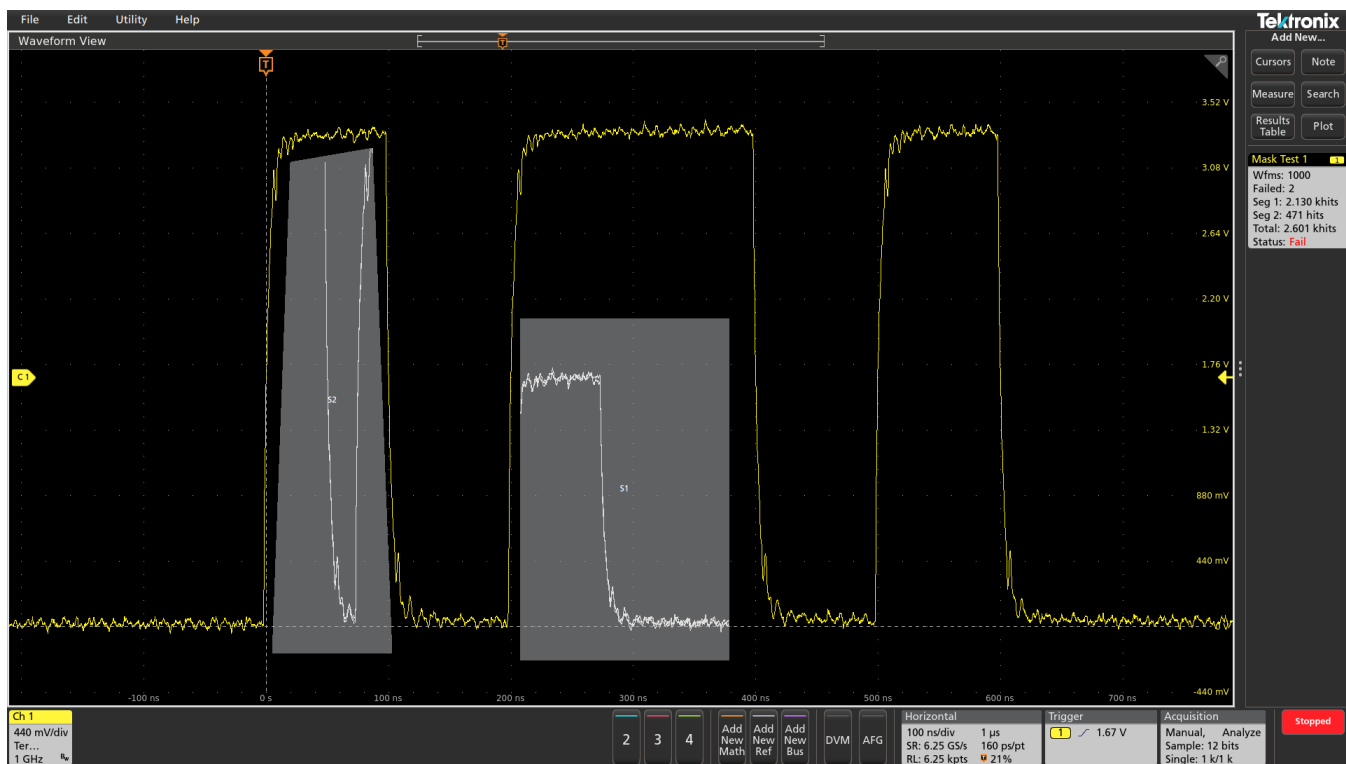 File Edit Utility Help
Tektronix
Waveform View
T
Add New...
T
Cursors Note
Measure Search
Results Table Plot
Mask Test 1 1
Wfms: 1000
Failed: 2
Seg 1: 2.130 khits
Seg 2: 471 hits
Total: 2.601 khits
Status: Fail
3.52 V
3.08 V
2.64 V
2.20 V
1.76 V
C1
1.32 V
S2
880 mV
S1
440 mV
-440 mV
-100 ns 0 s 100 ns 200 ns 300 ns 400 ns 500 ns 600 ns 700 ns
Ch 1
440 mV/div
Ter...
1 GHz Bw
2 3 4
Add New Math
Add New Ref
Add New Bus
DVM AFG
Horizontal
100 ns/div 1 µs
SR: 6.25 GS/s 160 ps/pt
RL: 6.25 kpts T 21%
Trigger
1 1.67 V
Acquisition
Manual, Analyze
Sample: 12 bits
Single: 1 k/1 k
Stopped